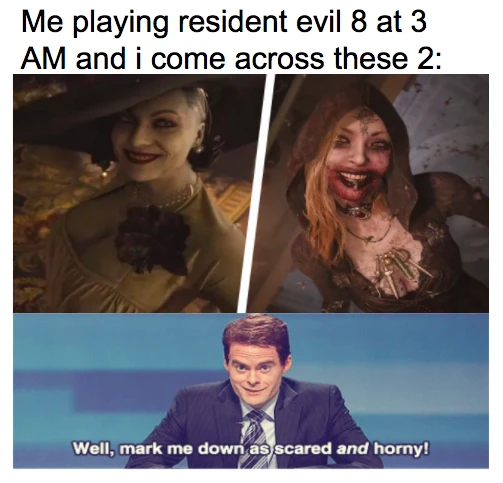 Me playing resident evil 8 at 3
AM and i come across these 2:
Well, mark me down as scared and horny!